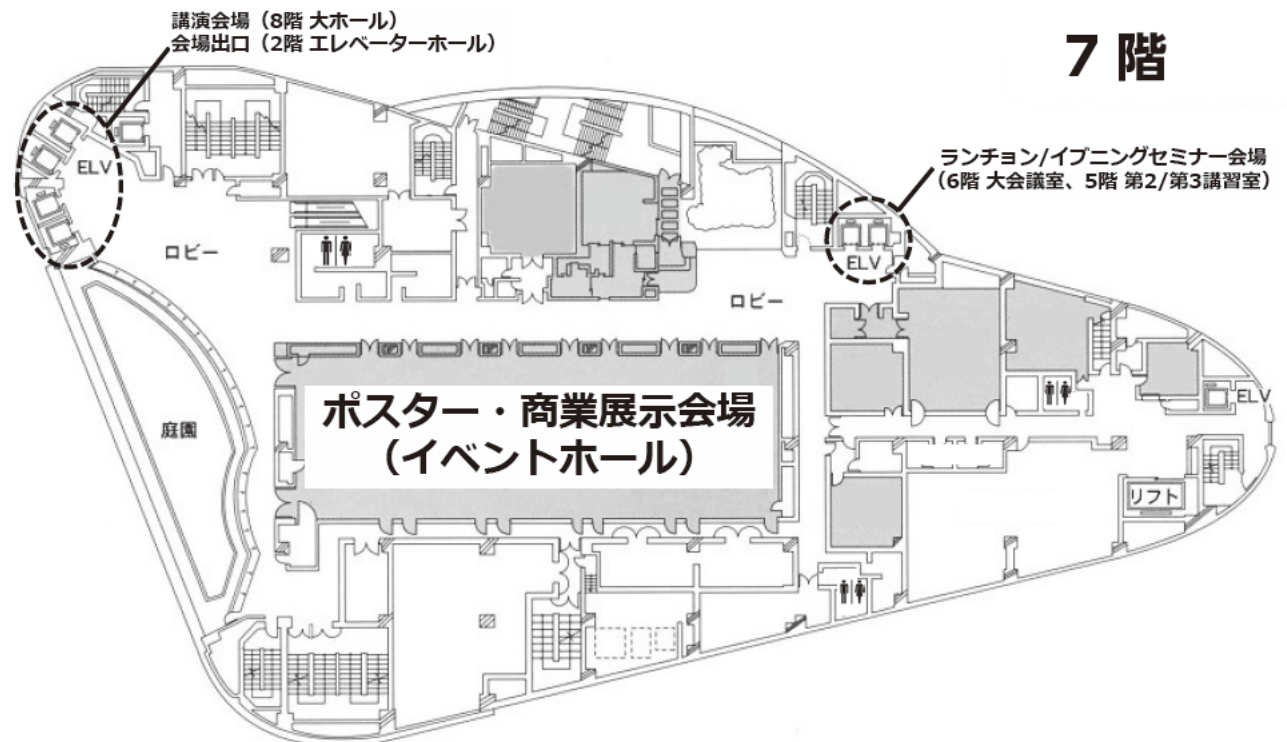 講演会場（8階 大ホール）
会場出口（2階 エレベーターホール）
7 階
ランチョン/イブニングセミナー会場
（6階 大会議室、5階 第2/第3講習室）
ELV
ロビー
ELV
ロビー
ELV
庭園
ポスター・商業展示会場
（イベントホール）
リフト